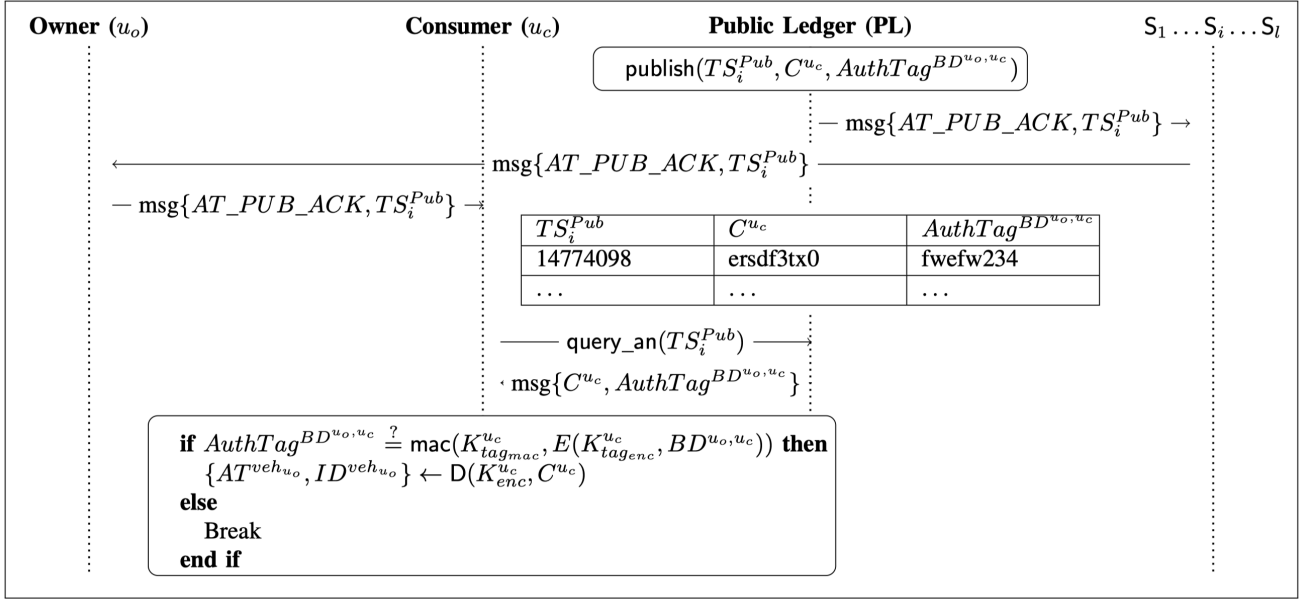 Owner (u_o) Consumer (u_c) Public Ledger (PL) S_1 ... S_i ... S_l
publish(TS_i^{Pub}, C^{u_c}, AuthTag^{BD^{u_o,u_c}})
— msg{AT_PUB_ACK, TS_i^{Pub}} →
← msg{AT_PUB_ACK, TS_i^{Pub}} —
— msg{AT_PUB_ACK, TS_i^{Pub}} →
TS_i^{Pub} C^{u_c} AuthTag^{BD^{u_o,u_c}}
14774098 ersdf3tx0 fwefw234
... ... ...
— query_an(TS_i^{Pub}) →
msg{C^{u_c}, AuthTag^{BD^{u_o,u_c}}}
if AuthTag^{BD^{u_o,u_c}} ≟ mac(K_{tag_{mac}}^{u_c}, E(K_{tag_{enc}}^{u_c}, BD^{u_o,u_c})) then
{AT^{veh_{u_o}}, ID^{veh_{u_o}}} ← D(K_{enc}^{u_c}, C^{u_c})
else
Break
end if